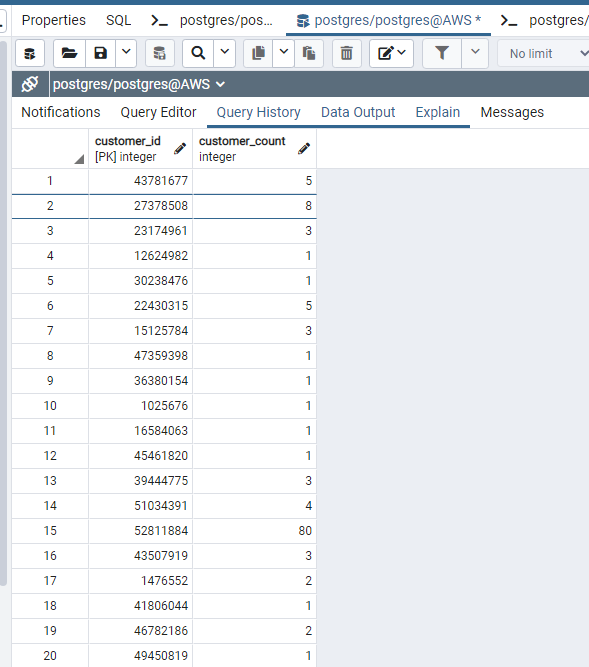 Properties SQL postgres/pos... postgres/postgres@AWS * postgres/
No limit
postgres/postgres@AWS
Notifications Query Editor Query History Data Output Explain Messages
customer_id customer_count
[PK] integer integer
1 43781677 5
2 27378508 8
3 23174961 3
4 12624982 1
5 30238476 1
6 22430315 5
7 15125784 3
8 47359398 1
9 36380154 1
10 1025676 1
11 16584063 1
12 45461820 1
13 39444775 3
14 51034391 4
15 52811884 80
16 43507919 3
17 1476552 2
18 41806044 1
19 46782186 2
20 49450819 1